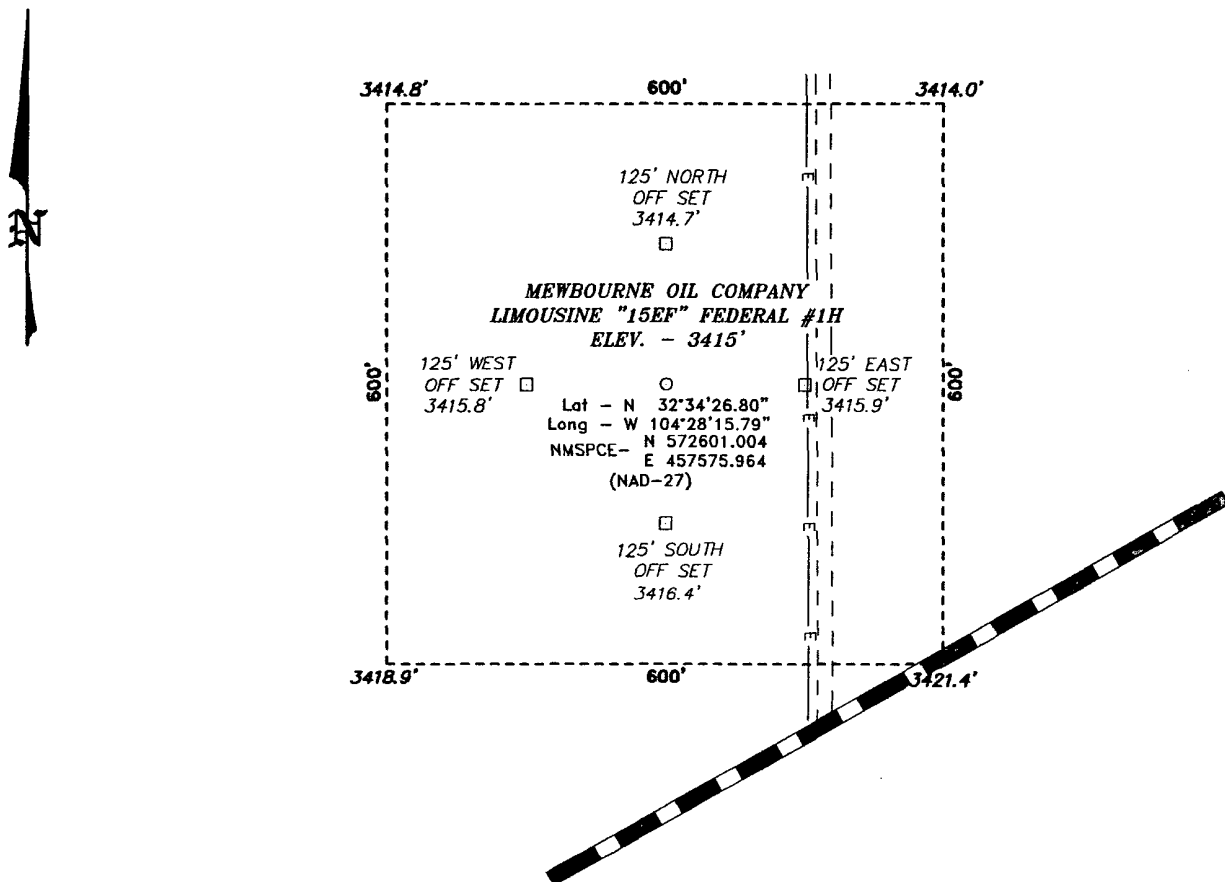 N
3414.8'
600'
3414.0'
125' NORTH
OFF SET
3414.7'
E
MEWBOURNE OIL COMPANY
LIMOUSINE "15EF" FEDERAL #1H
ELEV. - 3415'
600'
125' WEST
OFF SET
3415.8'
125' EAST
OFF SET
3415.9'
600'
E
Lat - N 32°34'26.80"
Long - W 104°28'15.79"
NMSPCE- N 572601.004
E 457575.964
(NAD-27)
E
125' SOUTH
OFF SET
3416.4'
E
3418.9'
600'
3421.4'